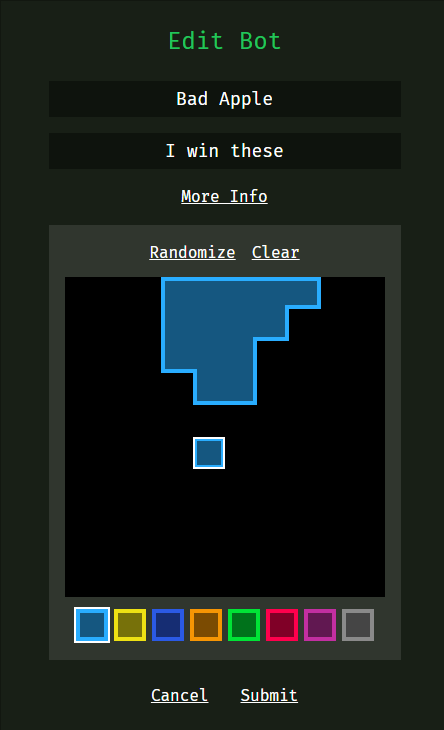 Edit Bot
Bad Apple
I win these
More Info
Randomize Clear
Cancel Submit